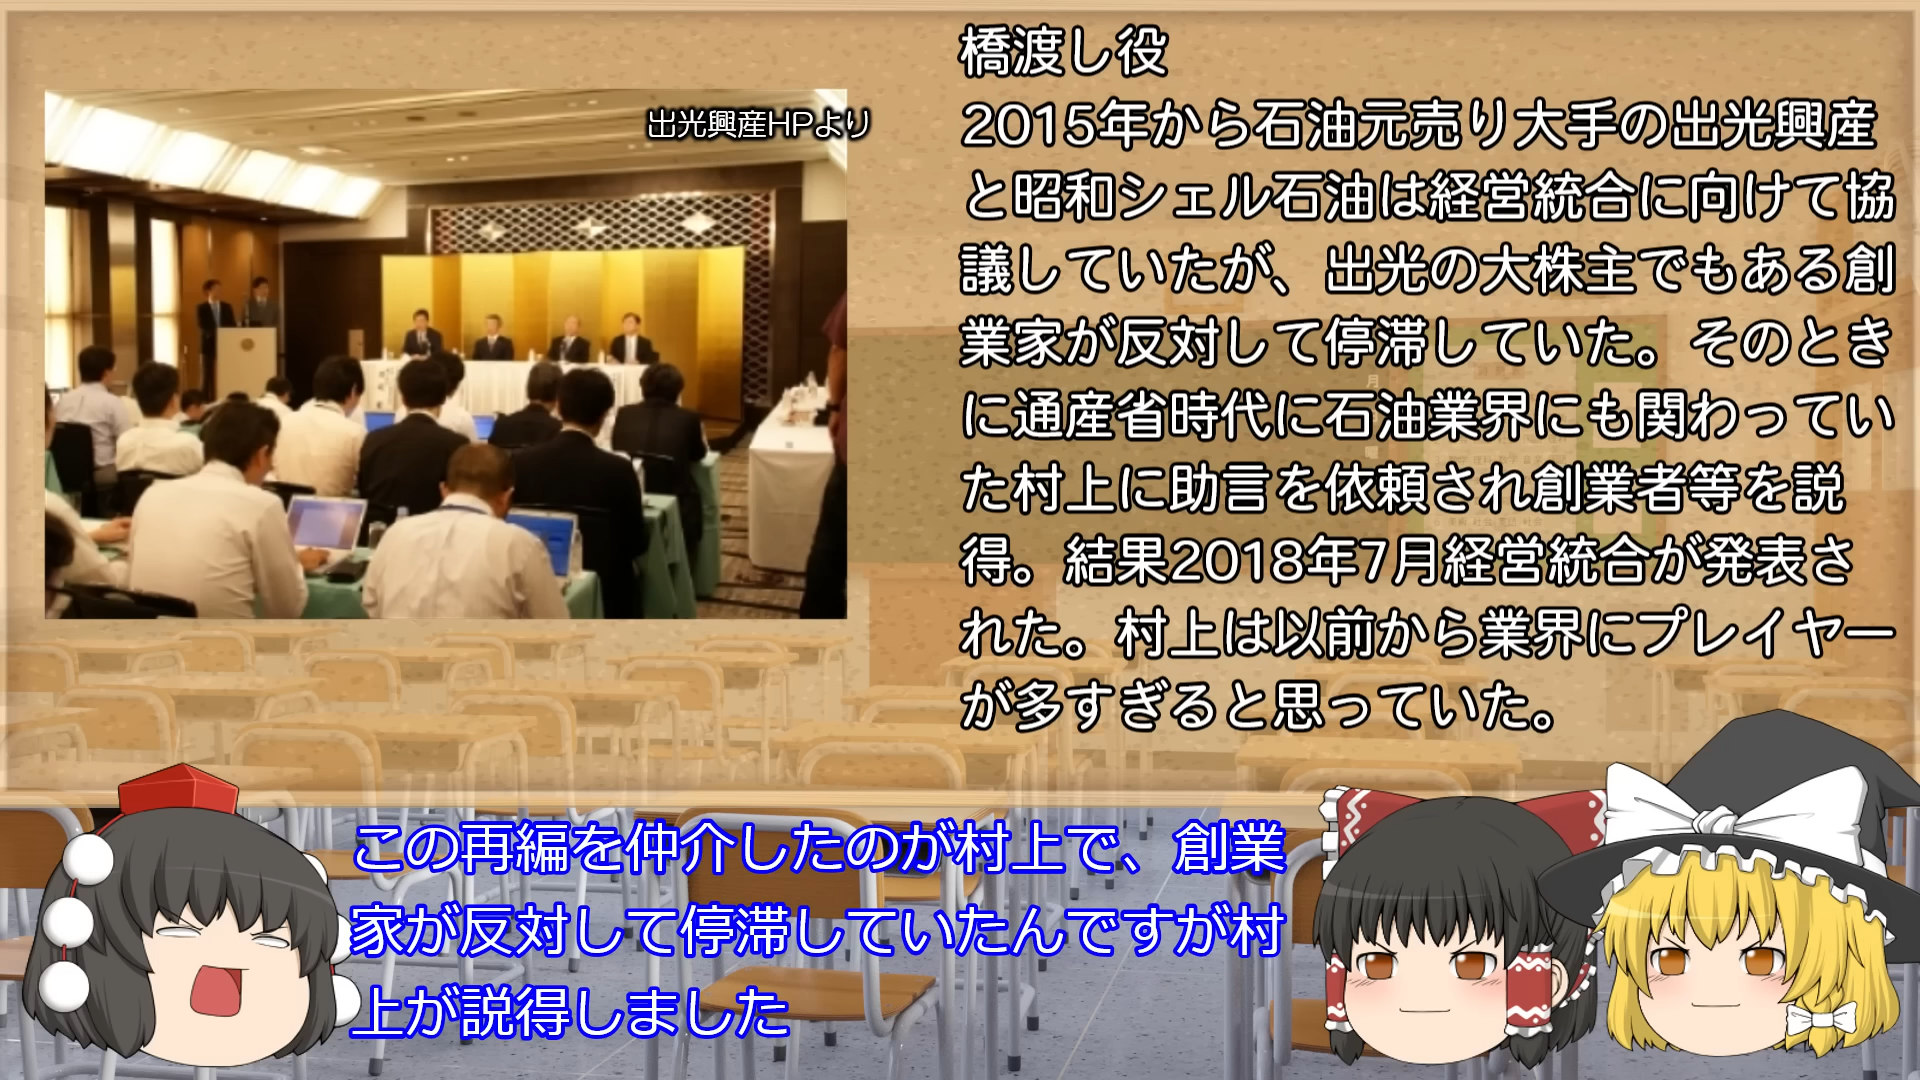 出光興産HPより
橋渡し役
2015年から石油元売り大手の出光興産
と昭和シェル石油は経営統合に向けて協
議していたが、出光の大株主でもある創
業家が反対して停滞していた。そのとき
に通産省時代に石油業界にも関わってい
た村上に助言を依頼され創業者等を説
得。結果2018年7月経営統合が発表さ
れた。村上は以前から業界にプレイヤー
が多すぎると思っていた。
この再編を仲介したのが村上で、創業
家が反対して停滞していたんですが村
上が説得しました